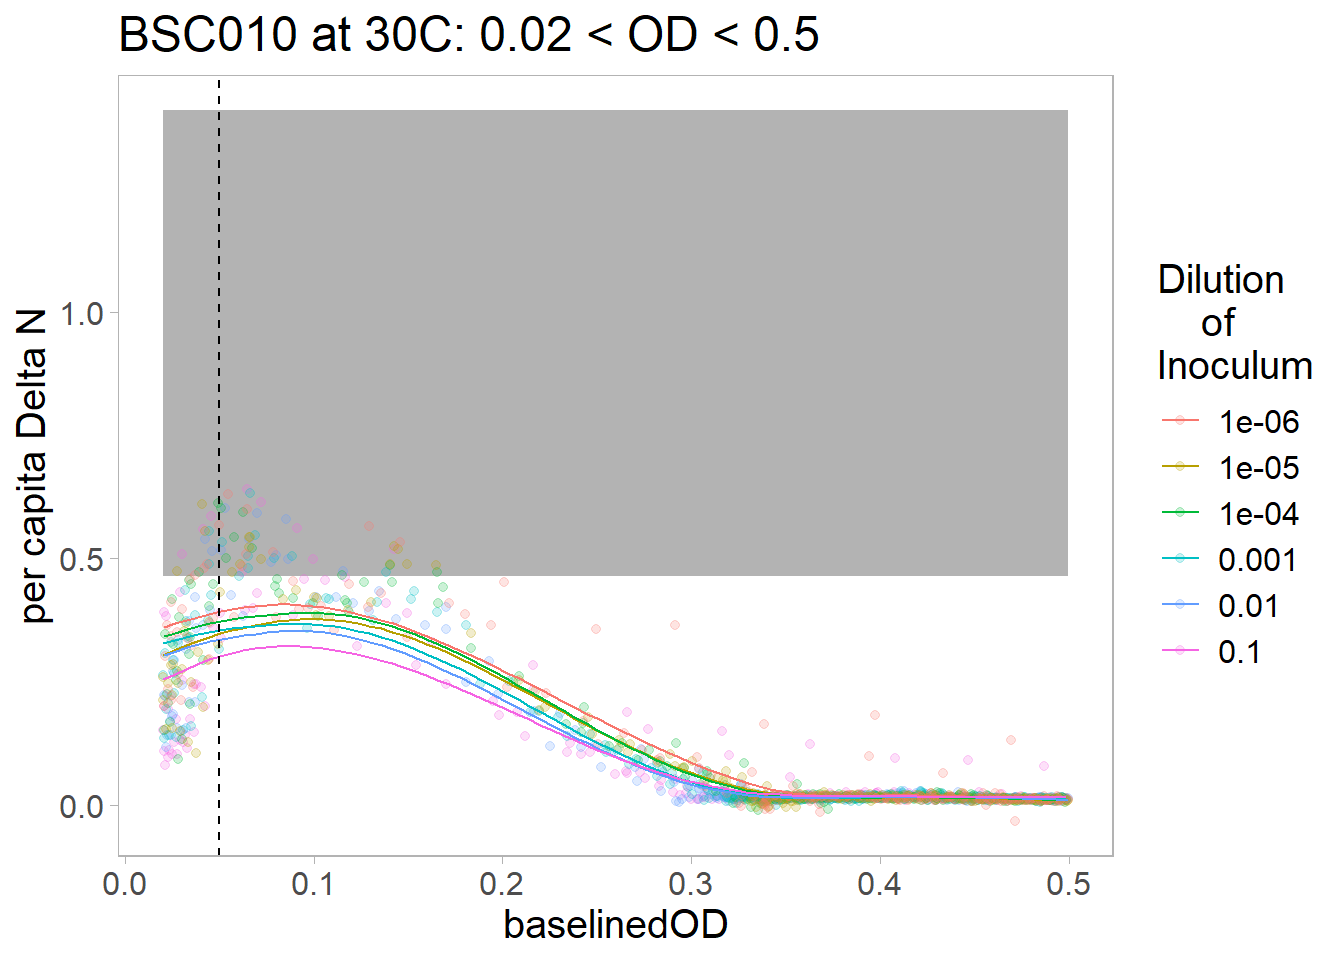 BSC010 at 30C: 0.02 < OD < 0.5
per capita Delta N
1.0
0.5
0.0
0.0 0.1 0.2 0.3 0.4 0.5
baselinedOD
Dilution
of
Inoculum
1e-06
1e-05
1e-04
0.001
0.01
0.1